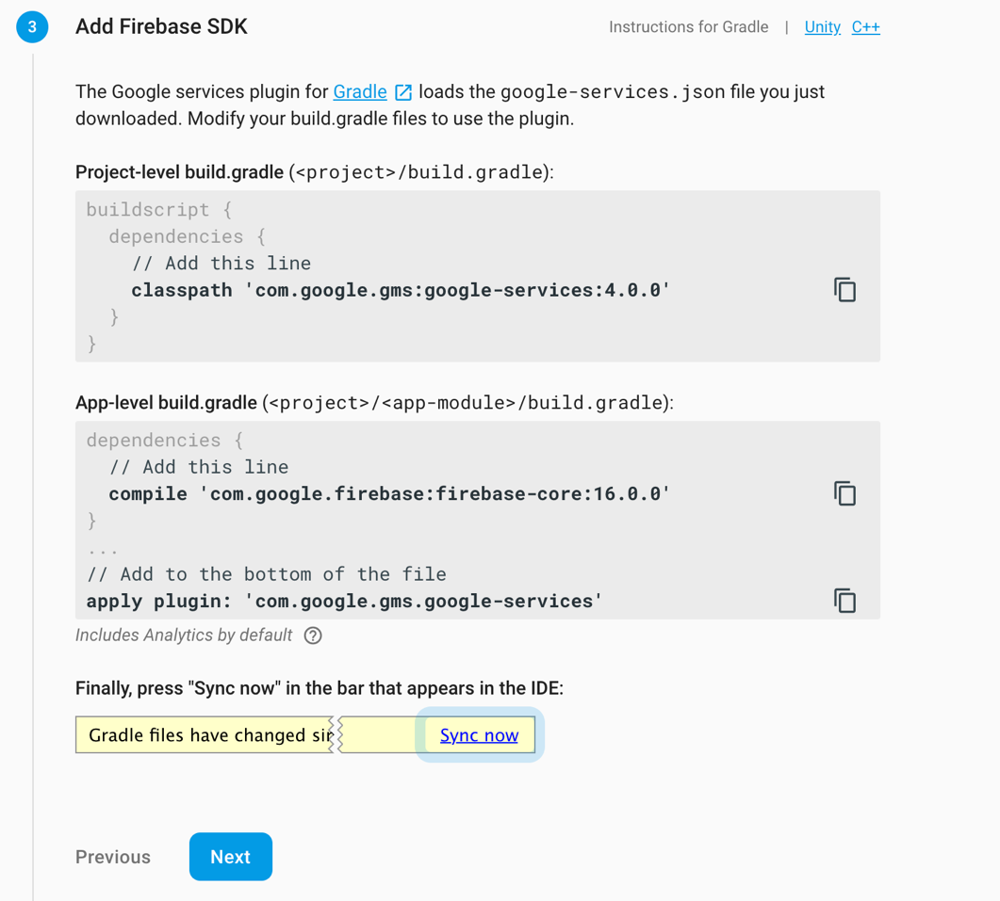 3 Add Firebase SDK Instructions for Gradle | Unity C++
The Google services plugin for Gradle loads the google-services.json file you just
downloaded. Modify your build.gradle files to use the plugin.
Project-level build.gradle (<project>/build.gradle):
buildscript {
dependencies {
// Add this line
classpath 'com.google.gms:google-services:4.0.0'
}
}
App-level build.gradle (<project>/<app-module>/build.gradle):
dependencies {
// Add this line
compile 'com.google.firebase:firebase-core:16.0.0'
}
...
// Add to the bottom of the file
apply plugin: 'com.google.gms.google-services'
Includes Analytics by default ?
Finally, press "Sync now" in the bar that appears in the IDE:
Gradle files have changed sin Sync now
Previous Next